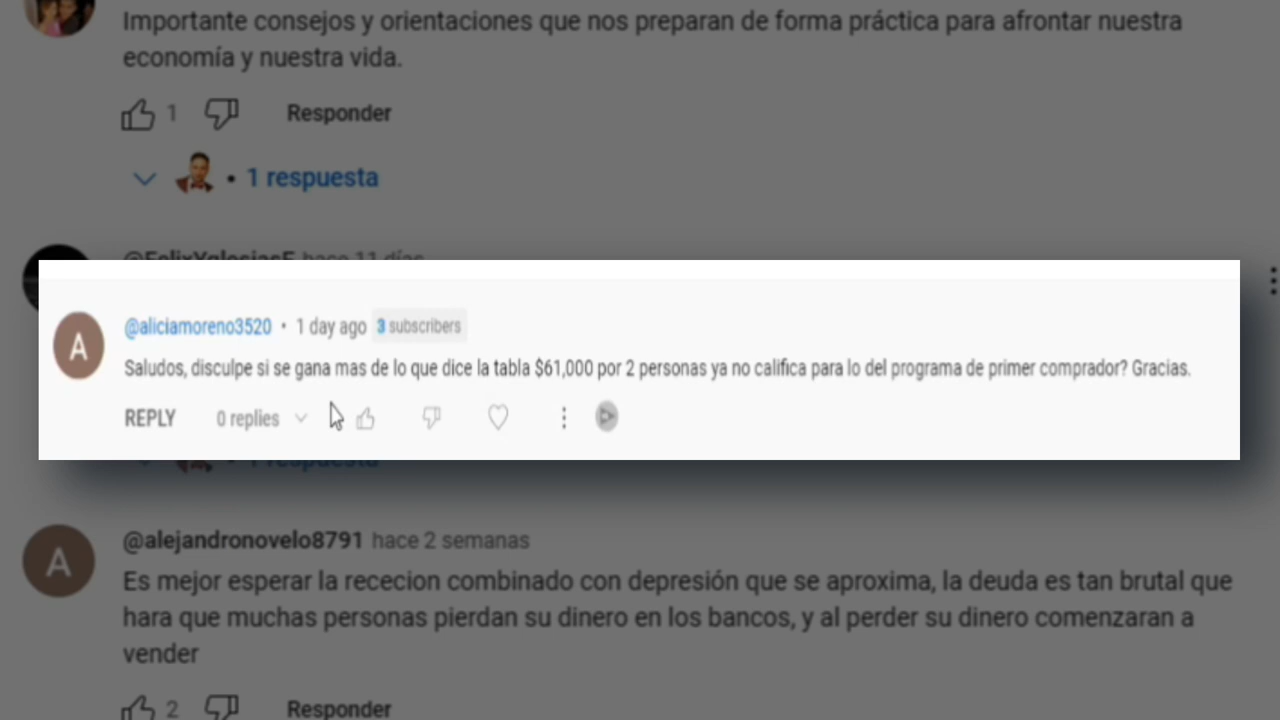 Importante consejos y orientaciones que nos preparan de forma práctica para afrontar nuestra
economía y nuestra vida.
1 Responder
• 1 respuesta
@FelixYglesiasF hace 11 días
A @aliciamoreno3520 • 1 day ago 3 subscribers
Saludos, disculpe si se gana mas de lo que dice la tabla $61,000 por 2 personas ya no califica para lo del programa de primer comprador? Gracias.
REPLY 0 replies
• 1 respuesta
A @alejandronovelo8791 hace 2 semanas
Es mejor esperar la rececion combinado con depresión que se aproxima, la deuda es tan brutal que
hara que muchas personas pierdan su dinero en los bancos, y al perder su dinero comenzaran a
vender
2 Responder